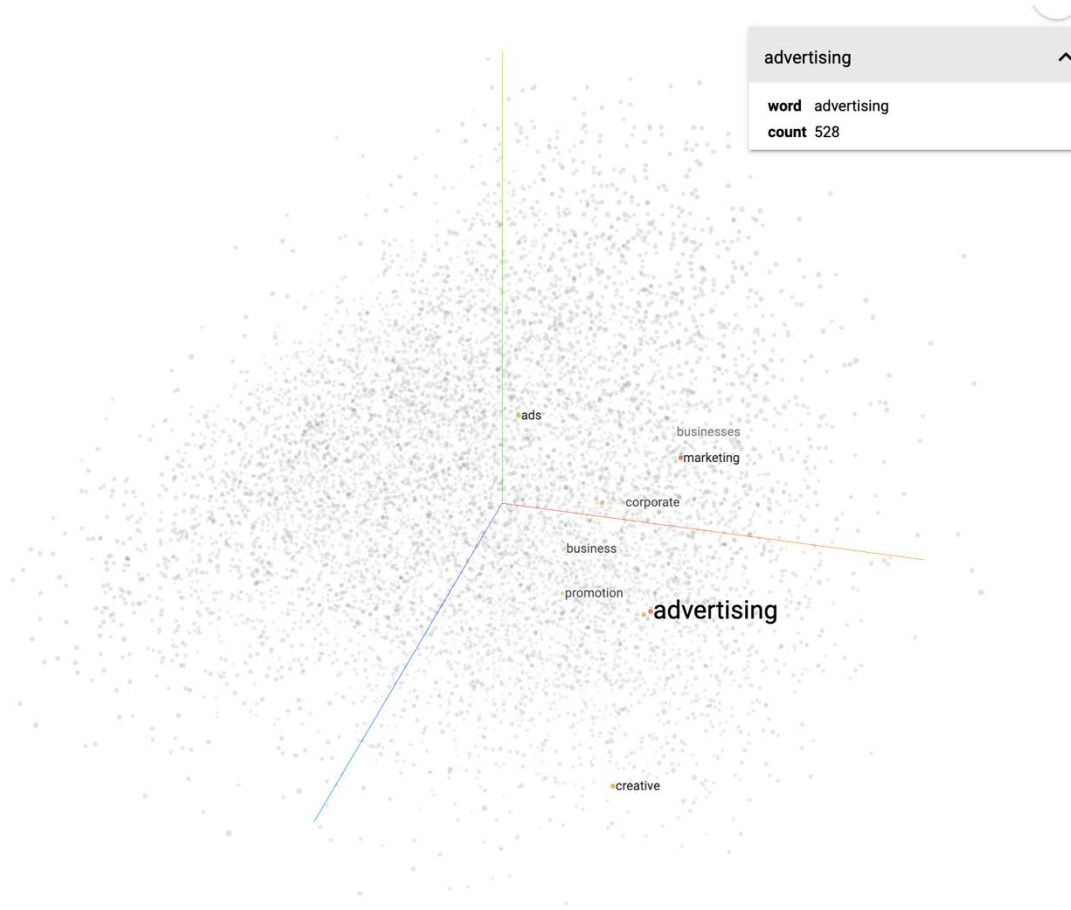 advertising
word advertising
count 528
ads
businesses
marketing
corporate
business
promotion
advertising
creative